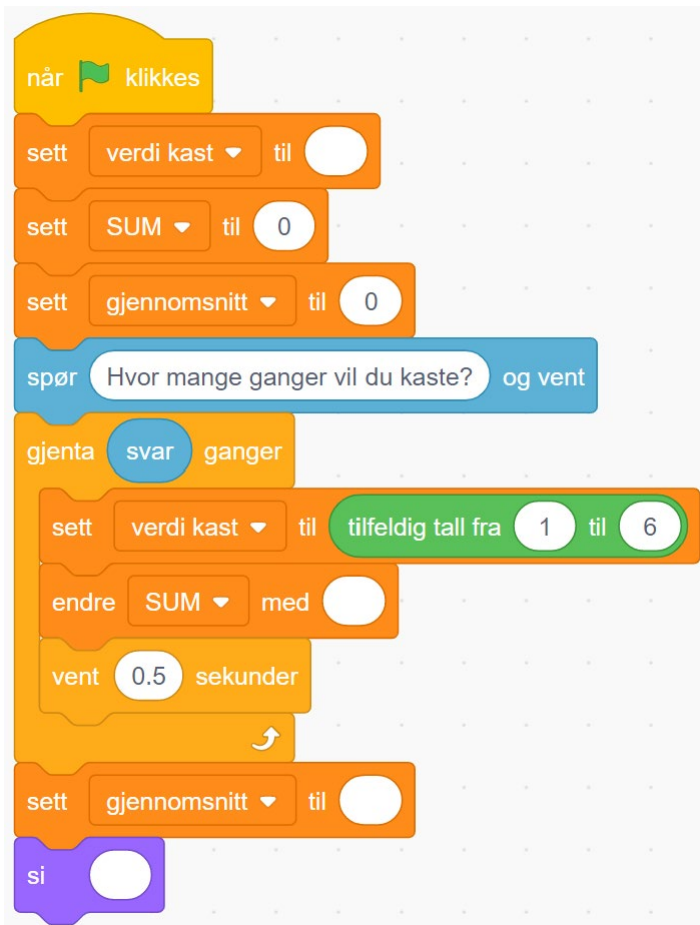 når klikkes
sett verdi kast til
sett SUM til 0
sett gjennomsnitt til 0
spør Hvor mange ganger vil du kaste? og vent
gjenta svar ganger
sett verdi kast til tilfeldig tall fra 1 til 6
endre SUM med
vent 0.5 sekunder
sett gjennomsnitt til
si